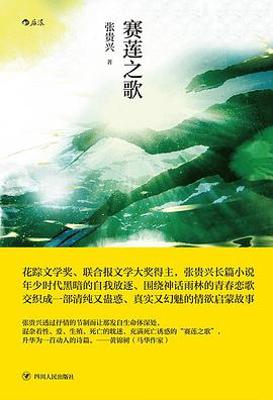 后浪
张贵兴 著
赛莲之歌
花踪文学奖、联合报文学大奖得主，张贵兴长篇小说
年少时代黑暗的自我放逐、围绕神话雨林的青春恋歌
交织成一部清纯又蛊惑、真实又幻魅的情欲启蒙故事
张贵兴透过抒情的节制而让那发自生命体深处，
混杂着性、爱、生殖、死亡的耽迷、充满死亡诱惑的“赛莲之歌”，
升华为一首动人的诗篇，——黄锦树（马华作家）
四川人民出版社